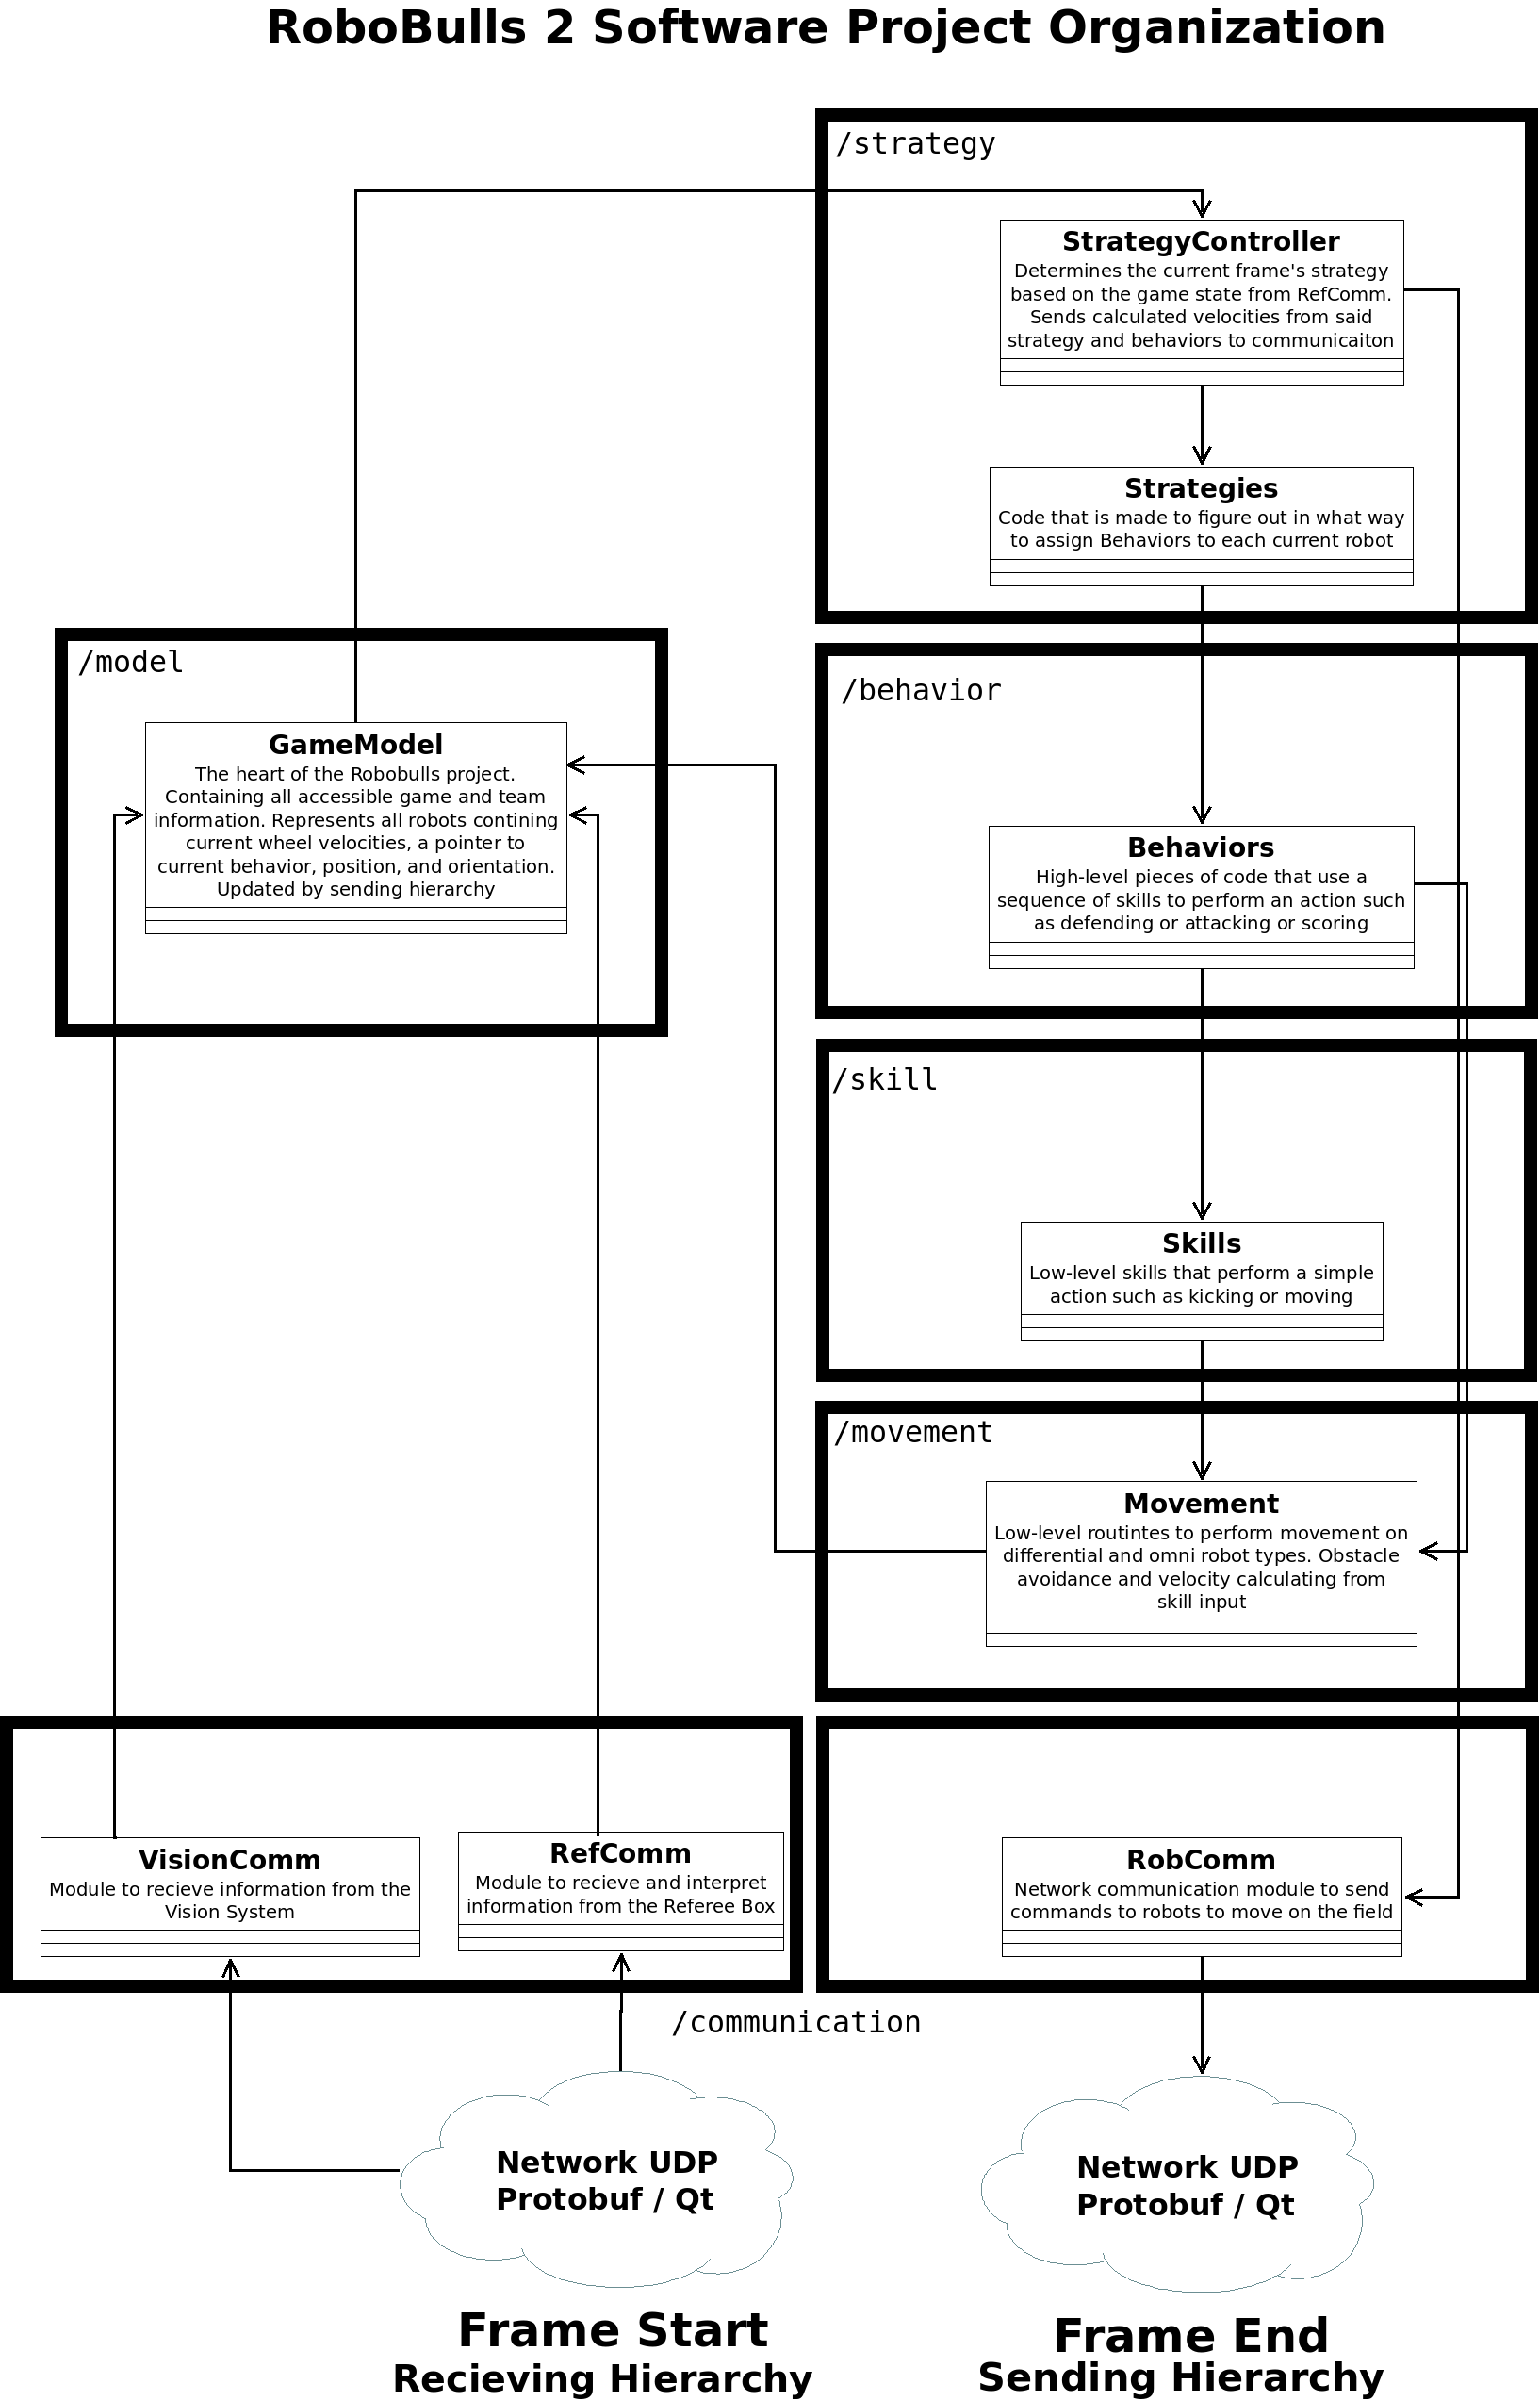 RoboBulls 2 Software Project Organization
/strategy
StrategyController
Determines the current frame's strategy
based on the game state from RefComm.
Sends calculated velocities from said
strategy and behaviors to communicaiton
Strategies
Code that is made to figure out in what way
to assign Behaviors to each current robot
/model
GameModel
The heart of the Robobulls project.
Containing all accessible game and team
information. Represents all robots contining
current wheel velocities, a pointer to
current behavior, position, and orientation.
Updated by sending hierarchy
/behavior
Behaviors
High-level pieces of code that use a
sequence of skills to perform an action such
as defending or attacking or scoring
/skill
Skills
Low-level skills that perform a simple
action such as kicking or moving
/movement
Movement
Low-level routintes to perform movement on
differential and omni robot types. Obstacle
avoidance and velocity calculating from
skill input
VisionComm
Module to recieve information from the
Vision System
RefComm
Module to recieve and interpret
information from the Referee Box
RobComm
Network communication module to send
commands to robots to move on the field
/communication
Network UDP
Protobuf / Qt
Network UDP
Protobuf / Qt
Frame Start
Recieving Hierarchy
Frame End
Sending Hierarchy